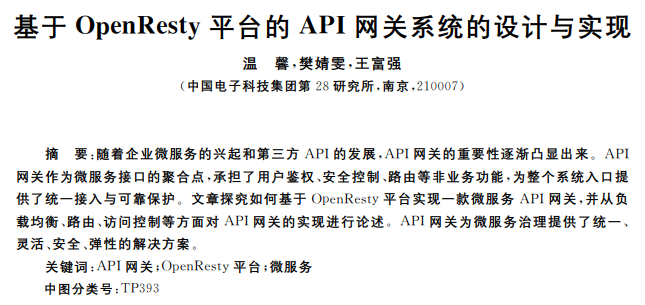 基于 OpenResty 平台的 API 网关系统的设计与实现
温　馨,樊婧雯,王富强
(中国电子科技集团第 28 研究所,南京,210007)
摘　要:随着企业微服务的兴起和第三方 API 的发展,API 网关的重要性逐渐凸显出来。API
网关作为微服务接口的聚合点,承担了用户鉴权、安全控制、路由等非业务功能,为整个系统入口提
供了统一接入与可靠保护。文章探究如何基于 OpenResty 平台实现一款微服务 API 网关,并从负
载均衡、路由、访问控制等方面对 API 网关的实现进行论述。API 网关为微服务治理提供了统一、
灵活、安全、弹性的解决方案。
关键词:API 网关;OpenResty 平台;微服务
中图分类号:TP393